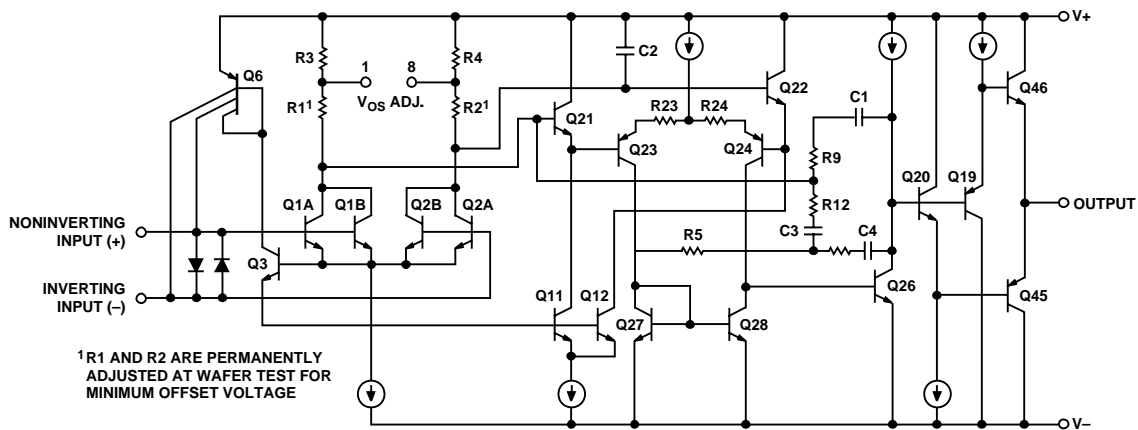 V+
R3
R4
C2
Q6
1
8
V_OS ADJ.
R1¹
R2¹
Q22
Q46
C1
Q21
R23
R24
Q23
Q24
R9
Q20
Q19
Q1A
Q1B
Q2B
Q2A
R12
OUTPUT
NONINVERTING
INPUT (+)
C3
C4
R5
Q3
INVERTING
INPUT (–)
Q11
Q12
Q27
Q28
Q26
Q45
¹R1 AND R2 ARE PERMANENTLY
ADJUSTED AT WAFER TEST FOR
MINIMUM OFFSET VOLTAGE
V–